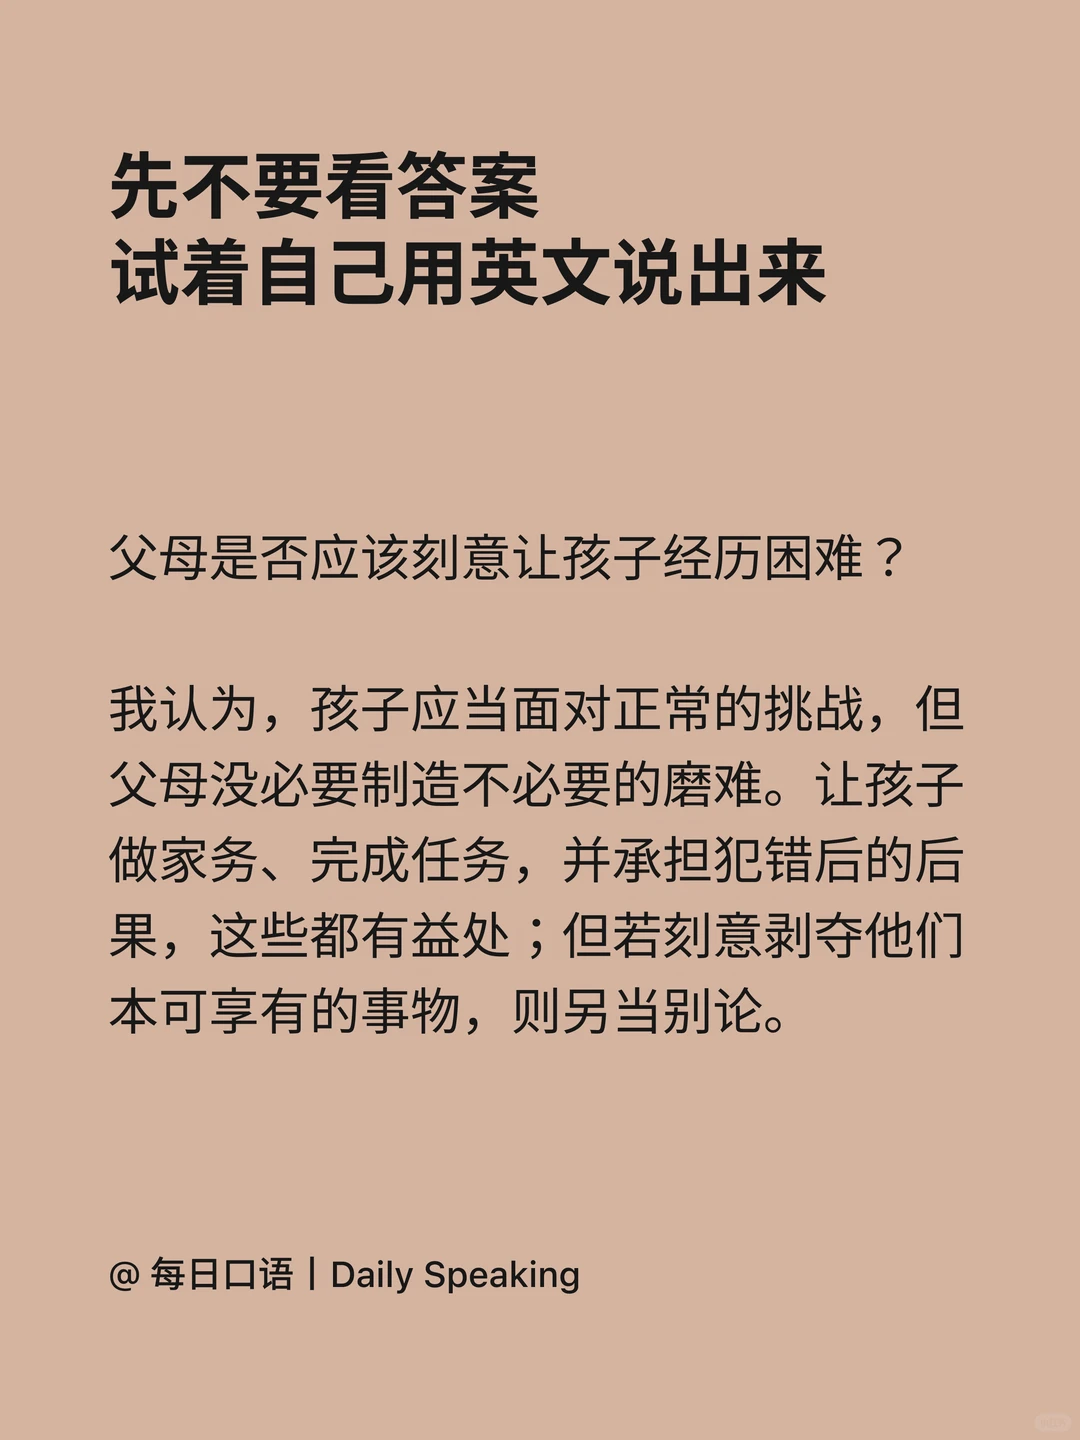 先不要看答案
试着自己用英文说出来
父母是否应该刻意让孩子经历困难？
我认为，孩子应当面对正常的挑战，但
父母没必要制造不必要的磨难。让孩子
做家务、完成任务，并承担犯错后的后
果，这些都有益处；但若刻意剥夺他们
本可享有的事物，则另当别论。
@ 每日口语丨Daily Speaking